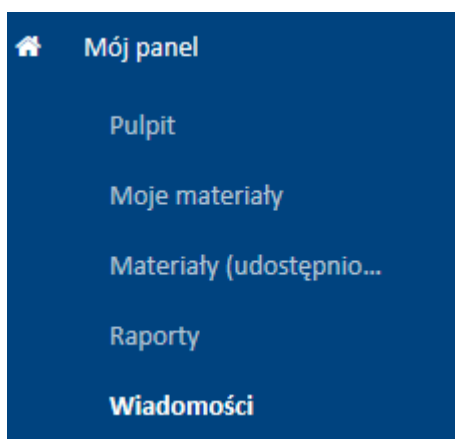 Mój panel
Pulpit
Moje materiały
Materiały (udostępnio...
Raporty
Wiadomości